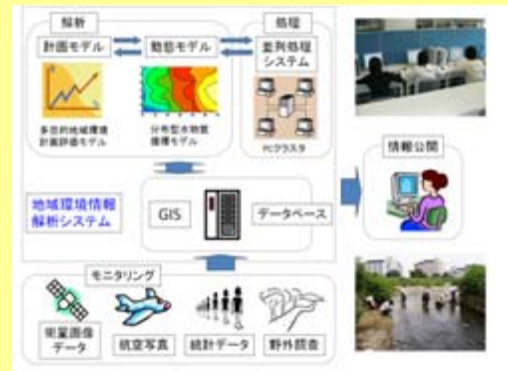 解析
計画モデル
動態モデル
多目的地域環境
計画評価モデル
分布型水物質
循環モデル
処理
並列処理
システム
PCクラスタ
情報公開
地域環境情報
解析システム
GIS
データベース
モニタリング
衛星画像
データ
航空写真
統計データ
野外調査